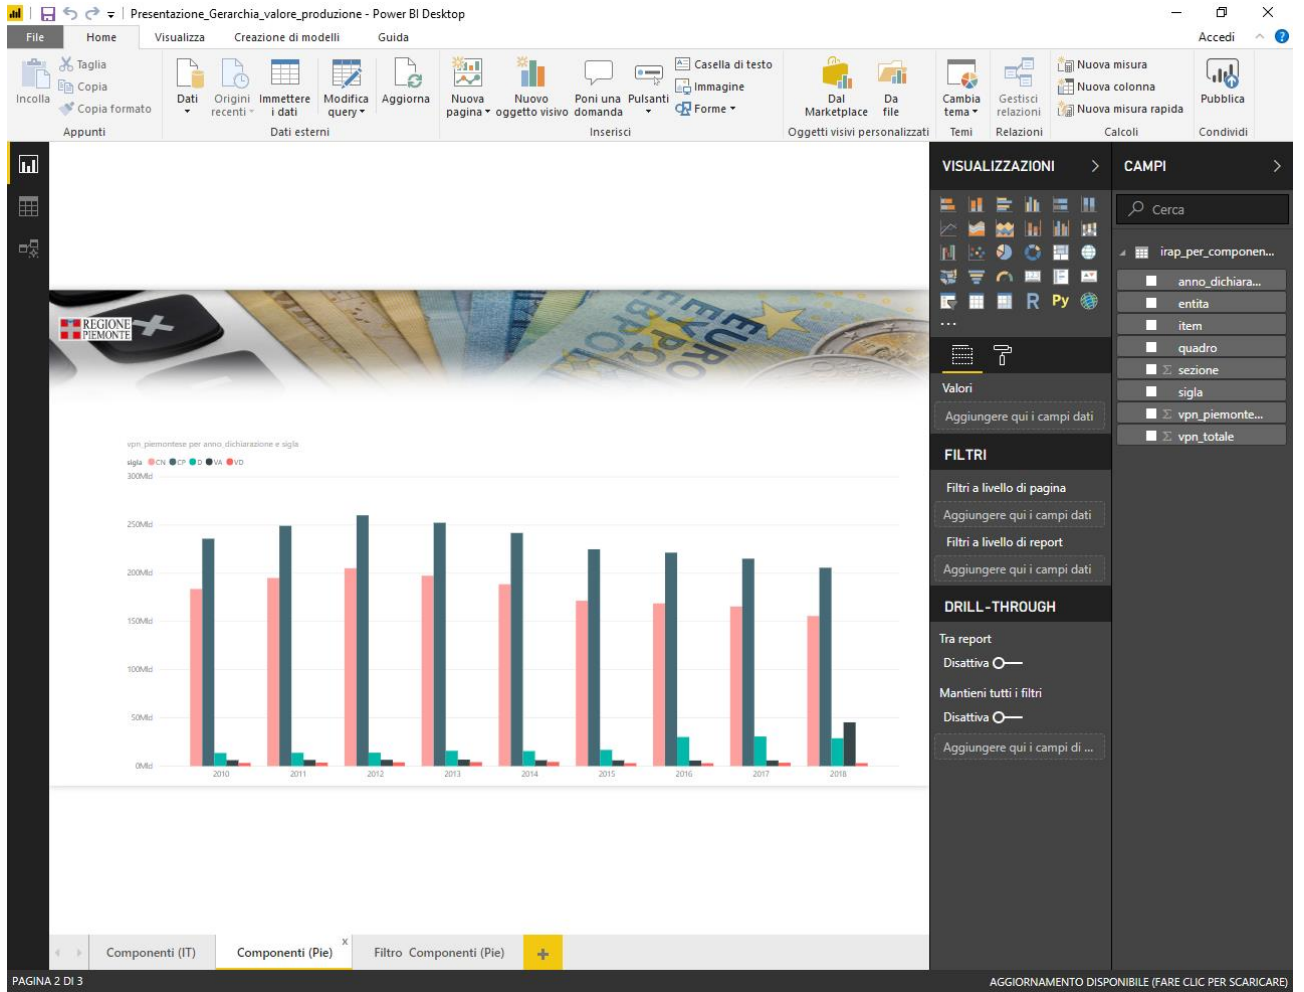 Presentazione_Gerarchia_valore_produzione - Power BI Desktop
File Home Visualizza Creazione di modelli Guida Accedi
Incolla
Taglia
Copia
Copia formato
Appunti
Dati
Origini recenti
Immettere i dati
Modifica query
Aggiorna
Dati esterni
Nuova pagina
Nuovo oggetto visivo
Poni una domanda
Pulsanti
Casella di testo
Immagine
Forme
Inserisci
Dal Marketplace
Da file
Oggetti visivi personalizzati
Cambia tema
Temi
Gestisci relazioni
Relazioni
Nuova misura
Nuova colonna
Nuova misura rapida
Calcoli
Pubblica
Condividi
REGIONE
PIEMONTE
EURO
vpn_piemontese per anno_dichiarazione e sigla
sigla CN CP D VA VD
300Mld
250Mld
200Mld
150Mld
100Mld
50Mld
0Mld
2010 2011 2012 2013 2014 2015 2016 2017 2018
VISUALIZZAZIONI
R Py
...
Valori
Aggiungere qui i campi dati
FILTRI
Filtri a livello di pagina
Aggiungere qui i campi dati
Filtri a livello di report
Aggiungere qui i campi dati
DRILL-THROUGH
Tra report
Disattiva
Mantieni tutti i filtri
Disattiva
Aggiungere qui i campi di ...
CAMPI
Cerca
irap_per_componen...
anno_dichiara...
entita
item
quadro
Σ sezione
sigla
Σ vpn_piemonte...
Σ vpn_totale
Componenti (IT) Componenti (Pie) x Filtro Componenti (Pie) +
PAGINA 2 DI 3 AGGIORNAMENTO DISPONIBILE (FARE CLIC PER SCARICARE)